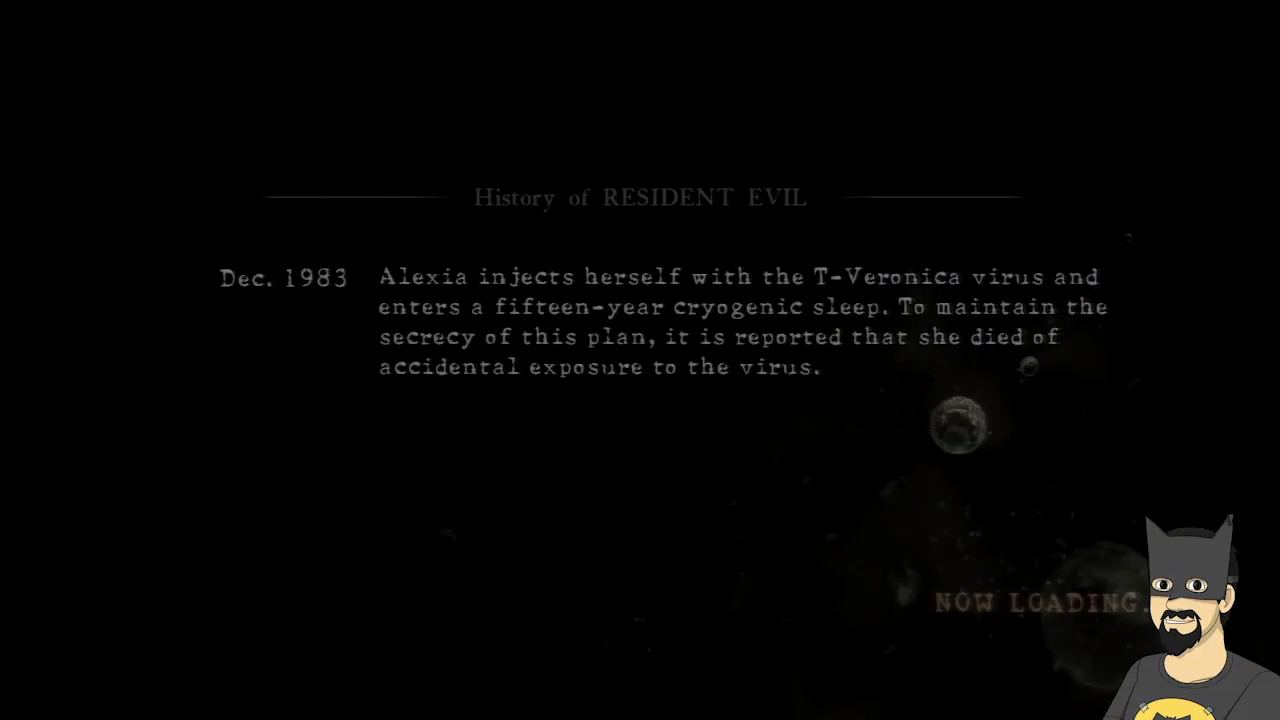 History of RESIDENT EVIL
Dec. 1983 Alexia injects herself with the T-Veronica virus and
enters a fifteen-year cryogenic sleep. To maintain the
secrecy of this plan, it is reported that she died of
accidental exposure to the virus.
NOW LOADING.